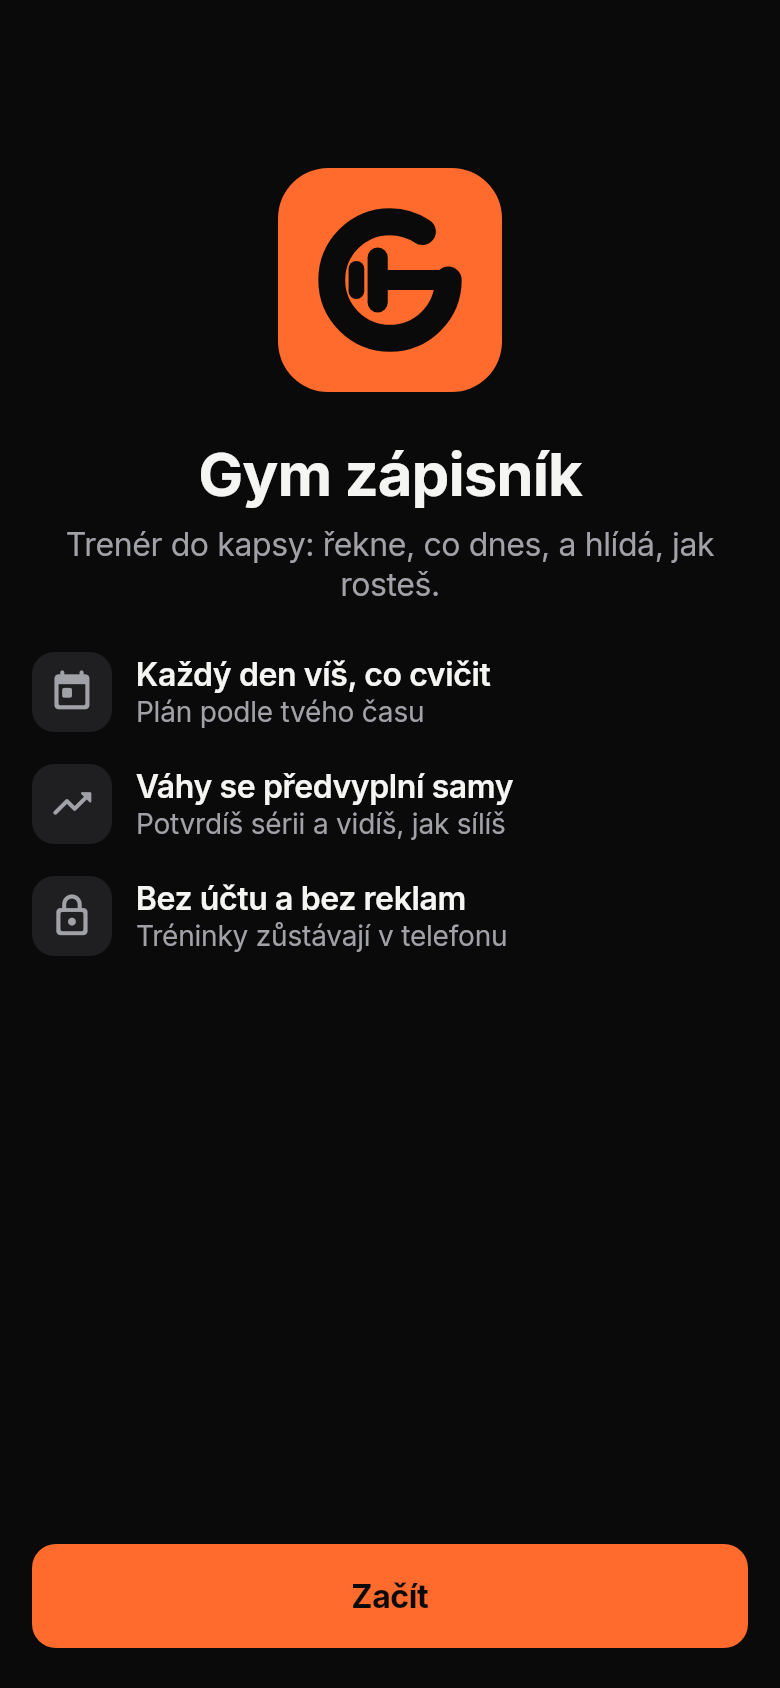 Gym zápisník
Trenér do kapsy: řekne, co dnes, a hlídá, jak
rosteš.
Každý den víš, co cvičit
Plán podle tvého času
Váhy se předvyplní samy
Potvrdíš sérii a vidíš, jak sílíš
Bez účtu a bez reklam
Tréninky zůstávají v telefonu
Začít